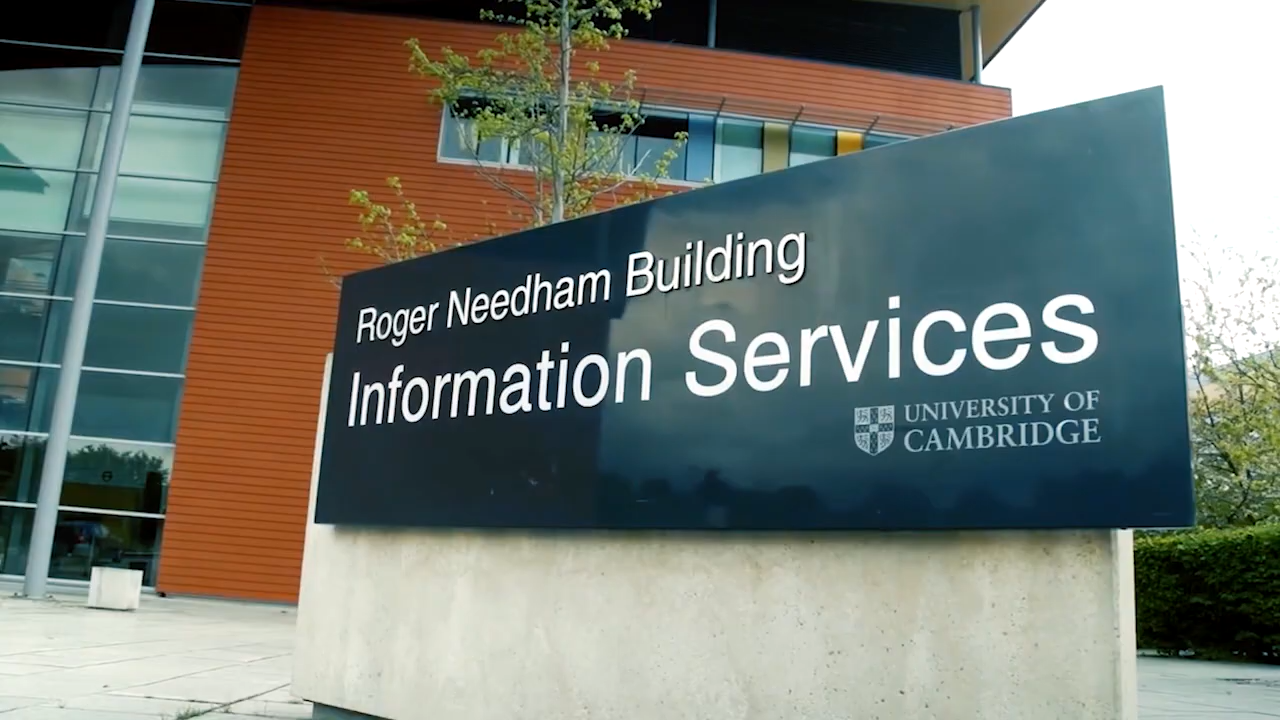 Roger Needham Building
Information Services
UNIVERSITY OF
CAMBRIDGE